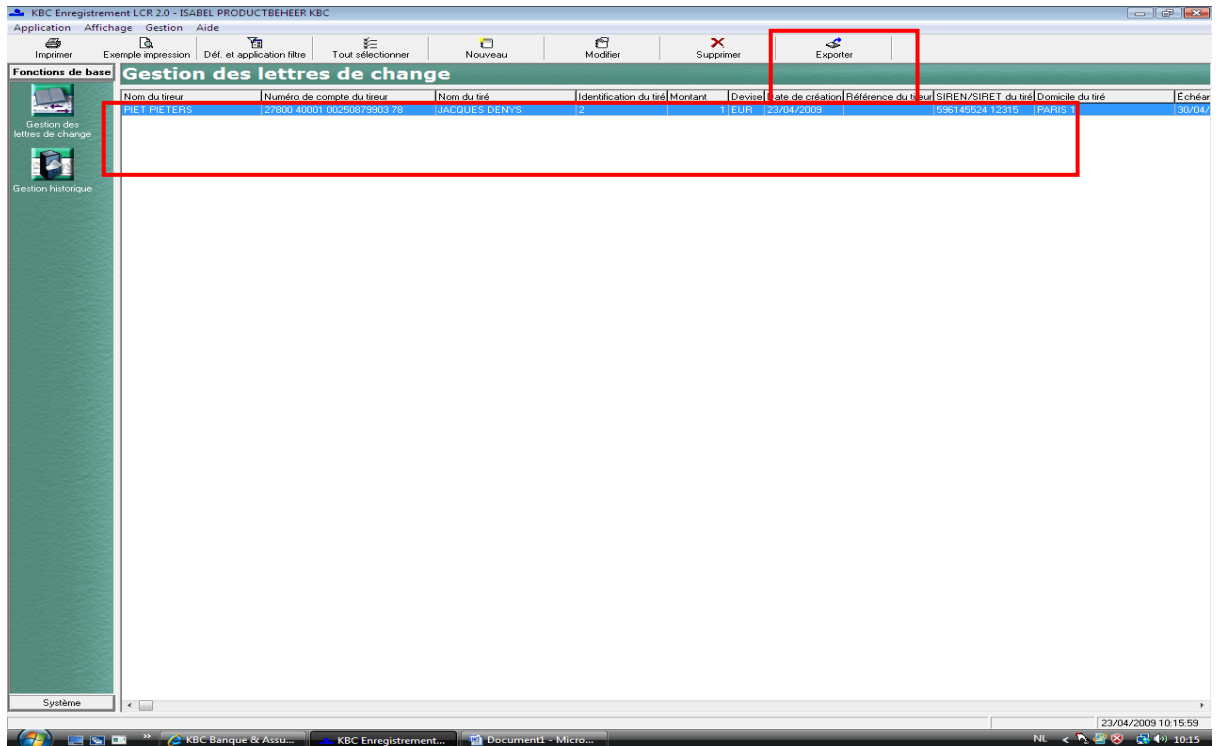 KBC Enregistrement LCR 2.0 - ISABEL PRODUCTBEHEER KBC
Application Affichage Gestion Aide
Imprimer Exemple impression Déf. et application filtre Tout sélectionner Nouveau Modifier Supprimer Exporter
Fonctions de base Gestion des lettres de change
Nom du tireur Numéro de compte du tireur Nom du tiré Identification du tiré Montant Devise Date de création Référence du tireur SIREN/SIRET du tiré Domicile du tiré Échéar
PIET PIETERS 27800 40001 00250879903 78 JACQUES DENYS 2 1 EUR 23/04/2009 596145524 12315 PARIS 1 30/04/
Gestion des
lettres de change
Gestion historique
Système
23/04/2009 10:15:59
KBC Banque & Assu... KBC Enregistrement... Document1 - Micro... NL 10:15